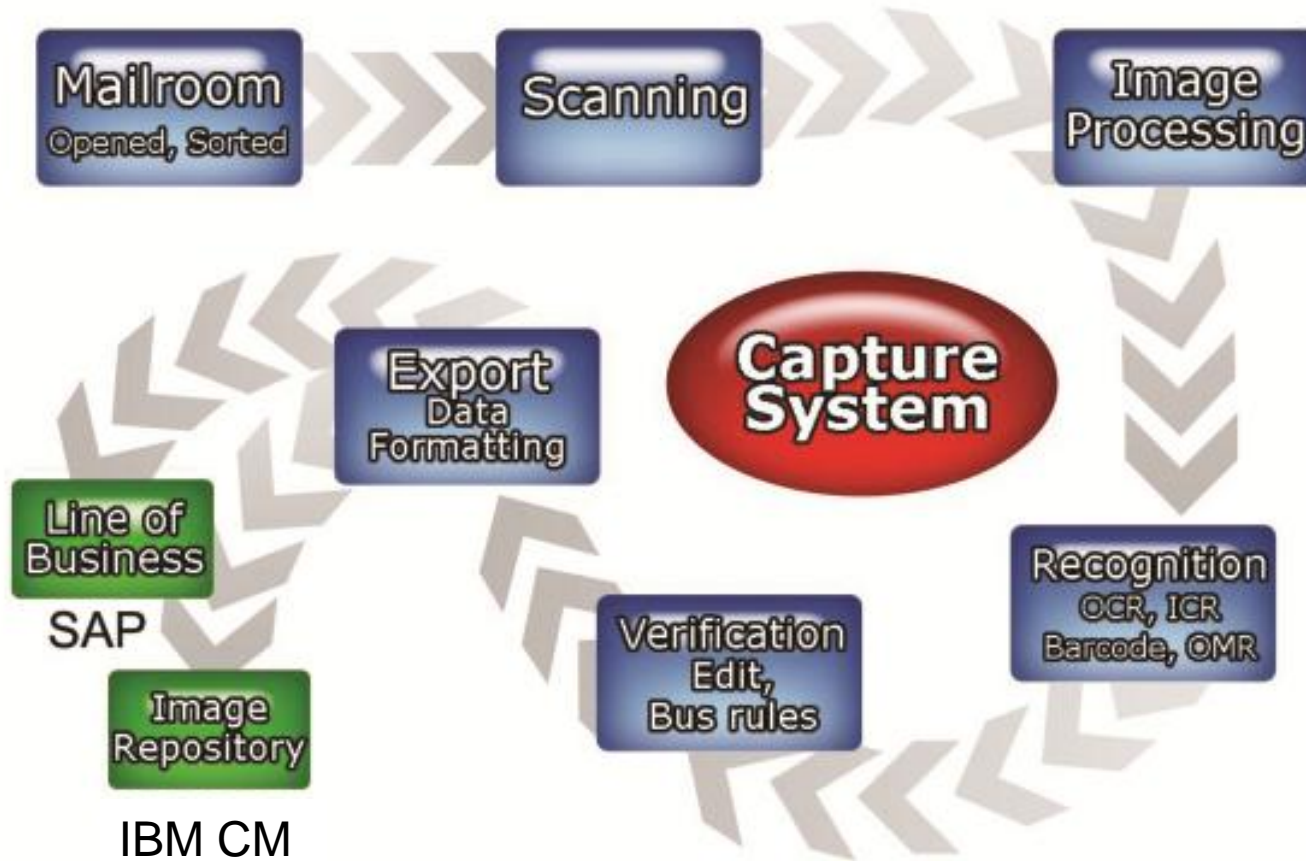 Mailroom
Opened, Sorted
Scanning
Image
Processing
Capture
System
Export
Data
Formatting
Line of
Business
SAP
Image
Repository
IBM CM
Verification
Edit,
Bus rules
Recognition
OCR, ICR
Barcode, OMR